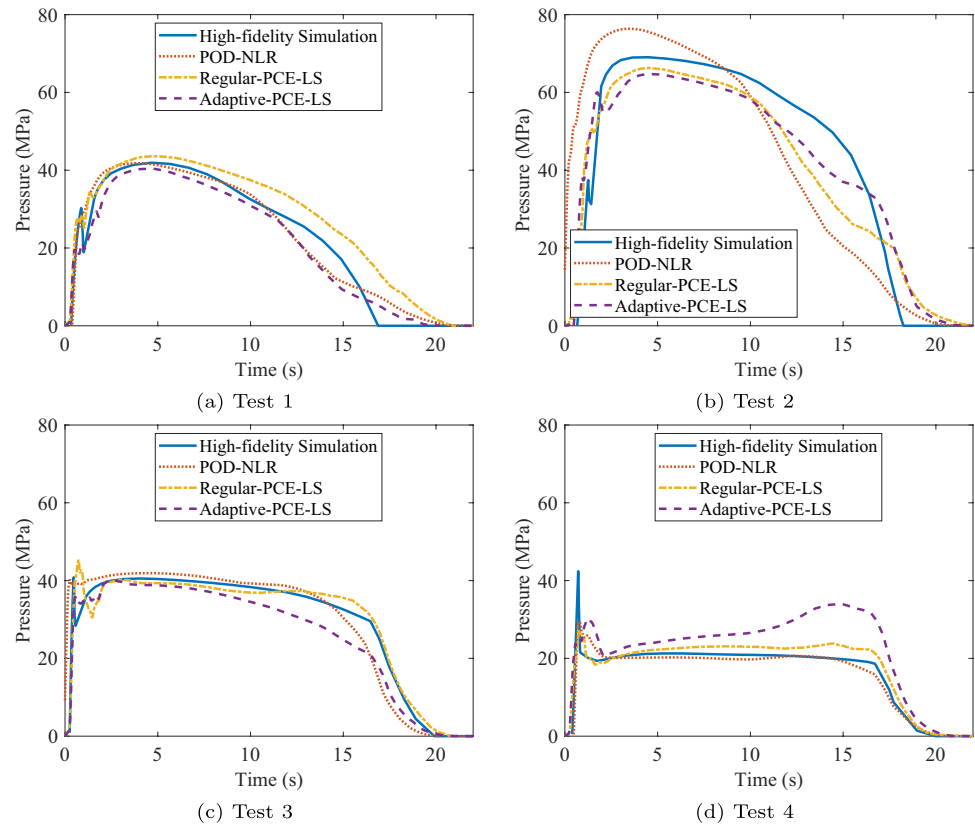 80
60
40
20
0
Pressure (MPa)
High-fidelity Simulation
POD-NLR
Regular-PCE-LS
Adaptive-PCE-LS
0 5 10 15 20
Time (s)
(a) Test 1
80
60
40
20
0
Pressure (MPa)
High-fidelity Simulation
POD-NLR
Regular-PCE-LS
Adaptive-PCE-LS
0 5 10 15 20
Time (s)
(b) Test 2
80
60
40
20
0
Pressure (MPa)
High-fidelity Simulation
POD-NLR
Regular-PCE-LS
Adaptive-PCE-LS
0 5 10 15 20
Time (s)
(c) Test 3
80
60
40
20
0
Pressure (MPa)
High-fidelity Simulation
POD-NLR
Regular-PCE-LS
Adaptive-PCE-LS
0 5 10 15 20
Time (s)
(d) Test 4